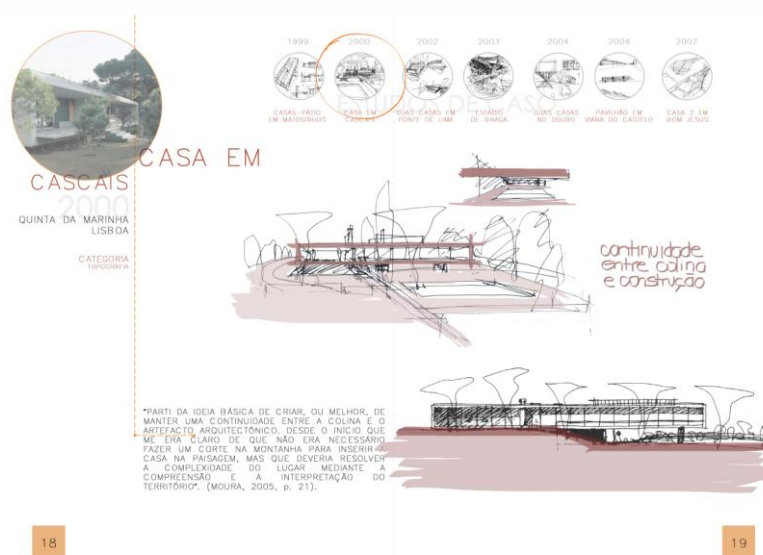 1999
2000
2002
2003
2004
2004
2007
ESTUDOS DE CASO
CASAS-PÁTIO
EM MATOSINHOS
CASA EM
CASCAIS
DUAS CASAS EM
PONTE DE LIMA
ESTÁDIO
DE BRAGA
DUAS CASAS
NO DOURO
PAVILHÃO EM
VIANA DO CASTELO
CASA 2 EM
BOM JESUS
CASA EM
CASCAIS
2000
QUINTA DA MARINHA
LISBOA
CATEGORIA
TOPOGRAFIA
continuidade
entre colina
e construção
"PARTI DA IDEIA BÁSICA DE CRIAR, OU MELHOR, DE
MANTER UMA CONTINUIDADE ENTRE A COLINA E O
ARTEFACTO ARQUITECTÓNICO. DESDE O INÍCIO QUE
ME ERA CLARO DE QUE NÃO ERA NECESSÁRIO
FAZER UM CORTE NA MONTANHA PARA INSERIR A
CASA NA PAISAGEM, MAS QUE DEVERIA RESOLVER
A COMPLEXIDADE DO LUGAR MEDIANTE A
COMPREENSÃO E A INTERPRETAÇÃO DO
TERRITÓRIO". (MOURA, 2005, p. 21).
18
19